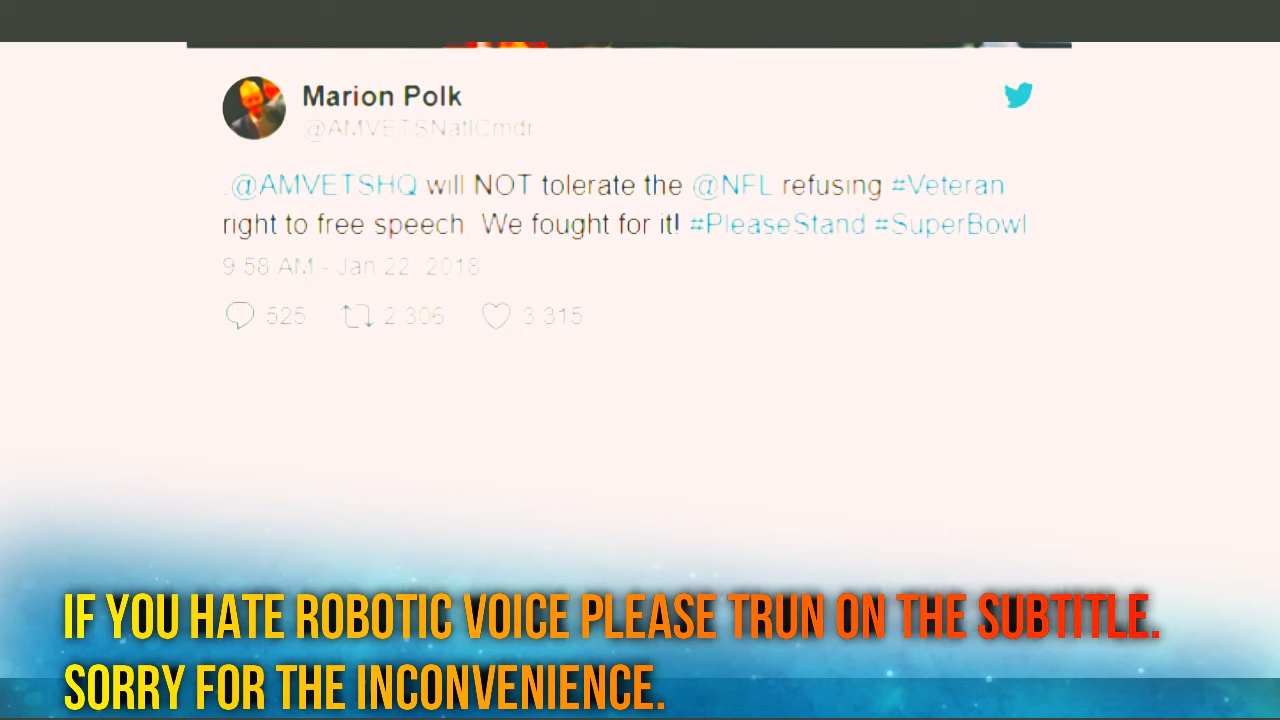 Marion Polk
@AMVETSNatlCmdr
.@AMVETSHQ will NOT tolerate the @NFL refusing #Veteran
right to free speech. We fought for it! #PleaseStand #SuperBowl
9:58 AM - Jan 22, 2018
525 2,306 3,315
IF YOU HATE ROBOTIC VOICE PLEASE TRUN ON THE SUBTITLE.
SORRY FOR THE INCONVENIENCE.